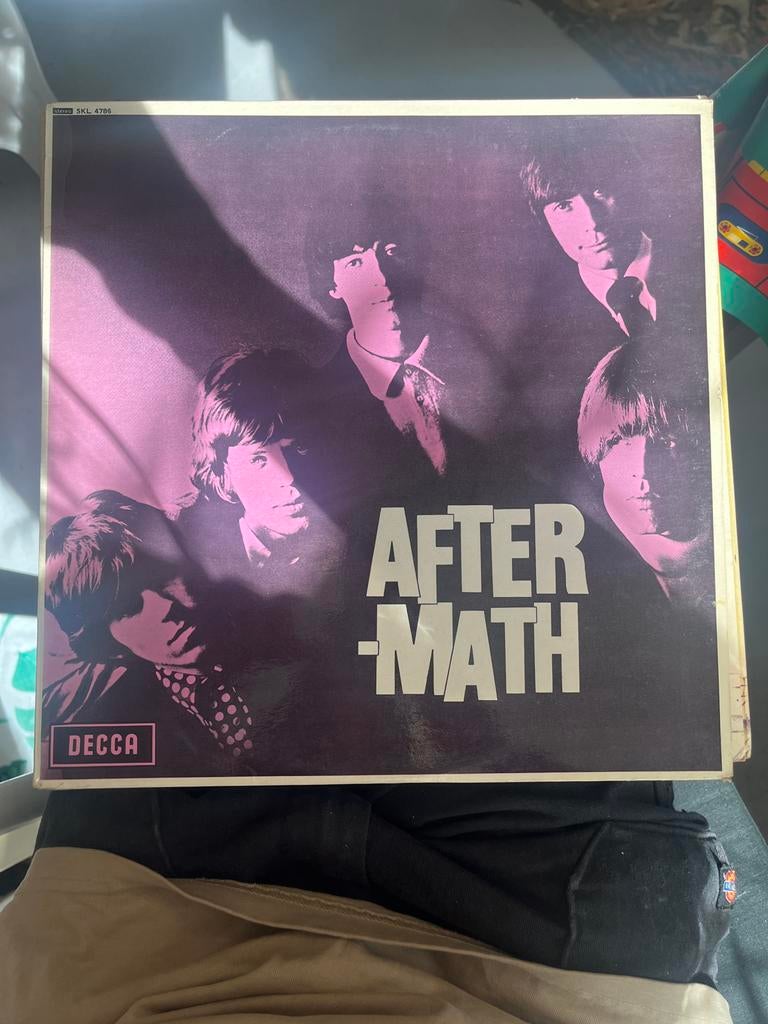 stereo SKL 4786
AFTER
-MATH
DECCA